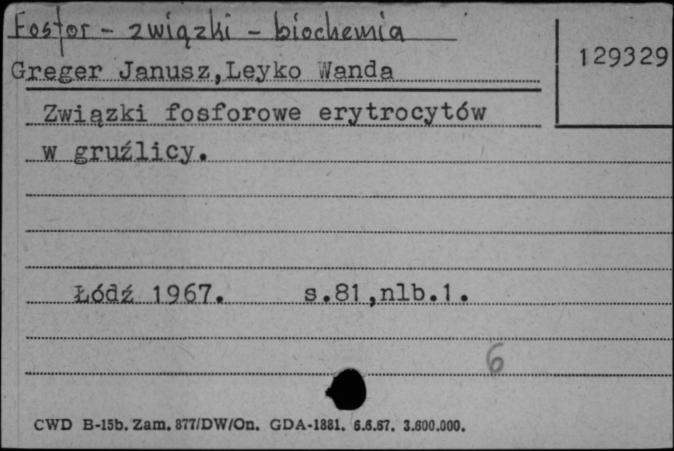 Fosfor - związki - biochemia
129329
Greger Janusz,Leyko Wanda
Związki fosforowe erytrocytów
w gruźlicy.
Łódź 1967. s.81,nlb.1.
6
CWD B-15b. Zam. 877/DW/On. GDA-1881. 6.6.67. 3.600.000.